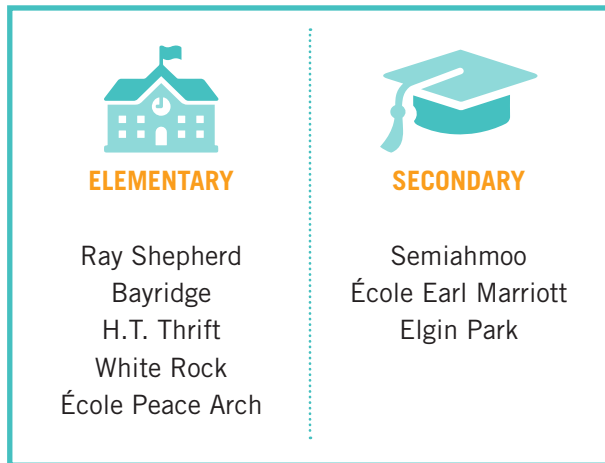 ELEMENTARY
Ray Shepherd
Bayridge
H.T. Thrift
White Rock
École Peace Arch
SECONDARY
Semiahmoo
École Earl Marriott
Elgin Park